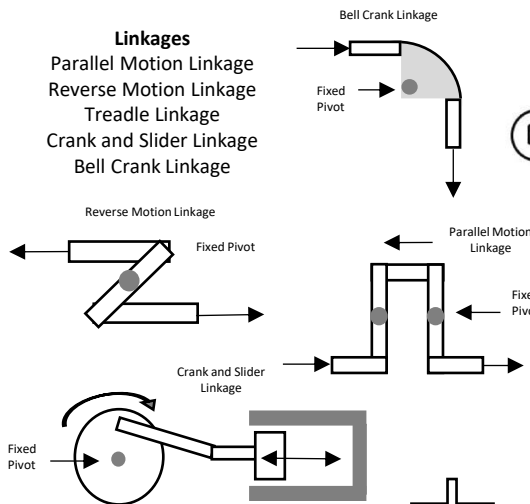 Linkages
Parallel Motion Linkage
Reverse Motion Linkage
Treadle Linkage
Crank and Slider Linkage
Bell Crank Linkage
Bell Crank Linkage
Fixed
Pivot
Reverse Motion Linkage
Fixed Pivot
Parallel Motion
Linkage
Crank and Slider
Linkage
Fixed
Pivot